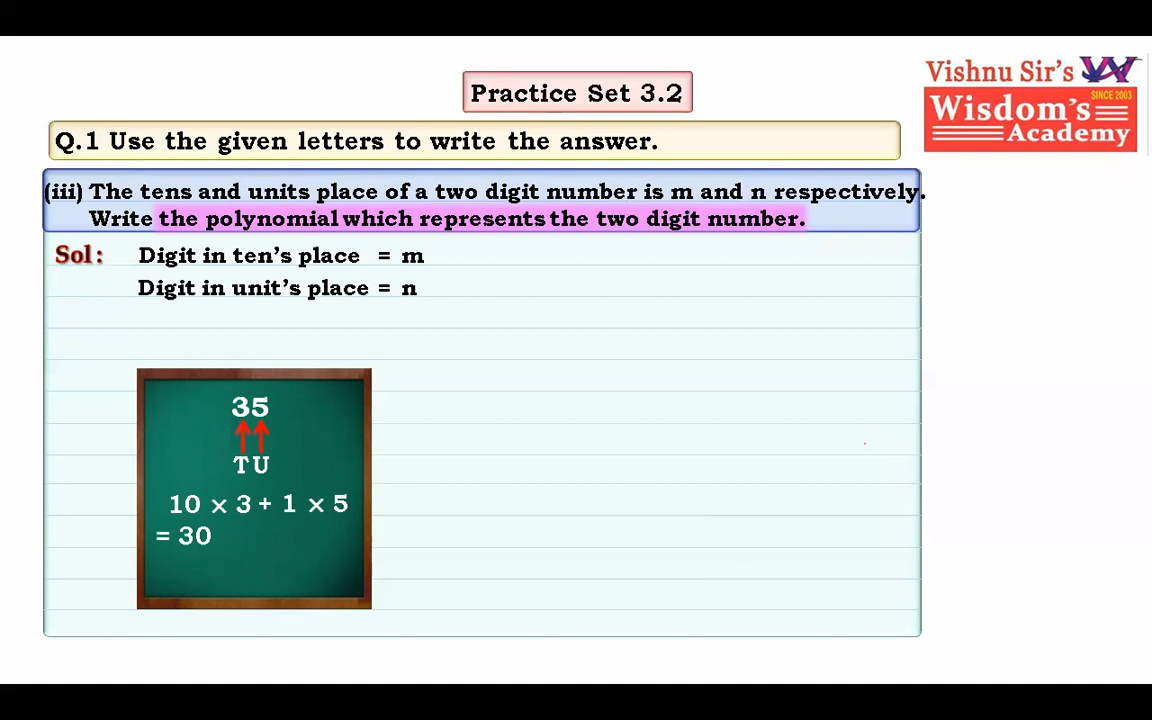 Practice Set 3.2
Vishnu Sir's
SINCE 2003
Wisdom's
Academy
Q.1 Use the given letters to write the answer.
(iii) The tens and units place of a two digit number is m and n respectively.
Write the polynomial which represents the two digit number.
Sol: Digit in ten's place = m
Digit in unit's place = n
35
T U
10 × 3 + 1 × 5
= 30